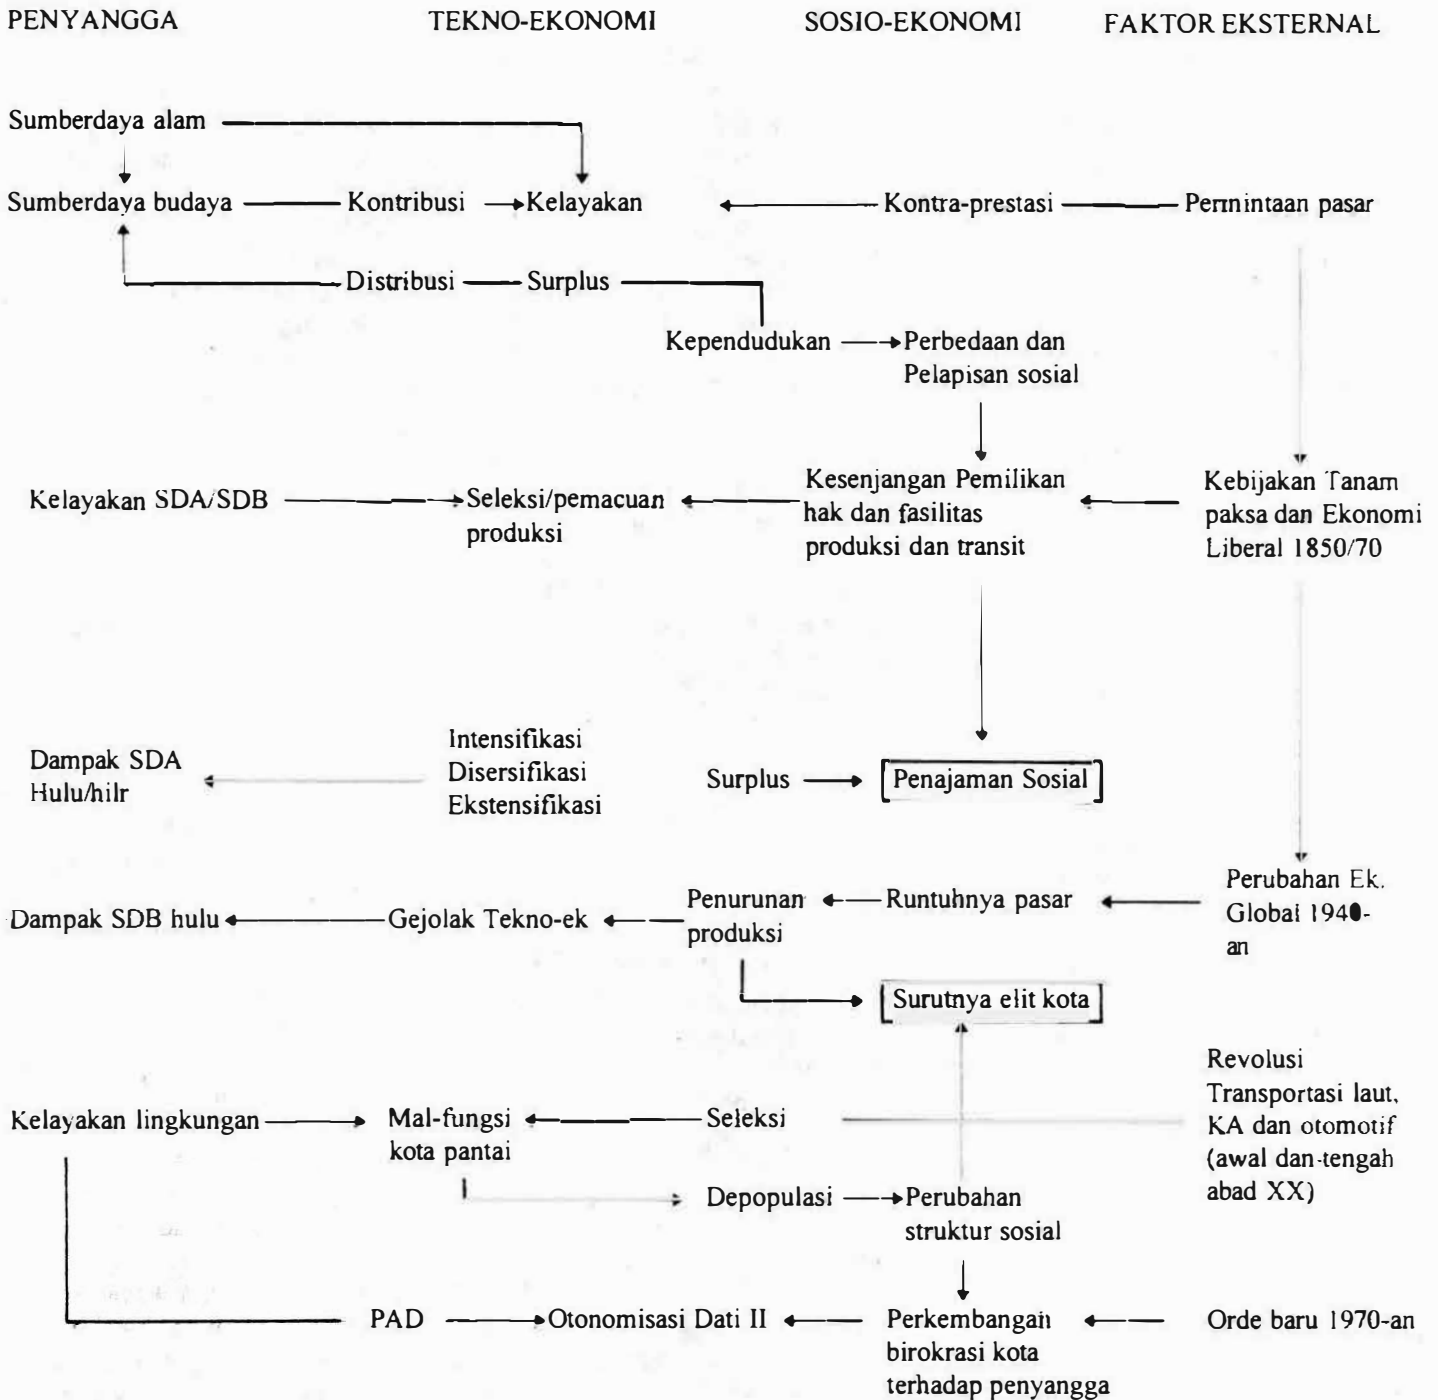 PENYANGGA TEKNO-EKONOMI SOSIO-EKONOMI FAKTOR EKSTERNAL
Sumberdaya alam
Sumberdaya budaya Kontribusi Kelayakan Kontra-prestasi Permintaan pasar
Distribusi Surplus
Kependudukan Perbedaan dan
Pelapisan sosial
Kelayakan SDA/SDB
Seleksi/pemacuan
produksi
Kesenjangan Pemilikan
hak dan fasilitas
produksi dan transit
Kebijakan Tanam
paksa dan Ekonomi
Liberal 1850/70
Dampak SDA
Hulu/hilr
Intensifikasi
Disersifikasi
Ekstensifikasi
Surplus [Penajaman Sosial]
Dampak SDB hulu Gejolak Tekno-ek
Penurunan
produksi
Runtuhnya pasar
Perubahan Ek.
Global 1940-
an
[Surutnya elit kota]
Kelayakan lingkungan
Mal-fungsi
kota pantai
Seleksi
Revolusi
Transportasi laut,
KA dan otomotif
(awal dan-tengah
abad XX)
Depopulasi Perubahan
struktur sosial
PAD Otonomisasi Dati II
Perkembangan
birokrasi kota
terhadap penyangga
Orde baru 1970-an